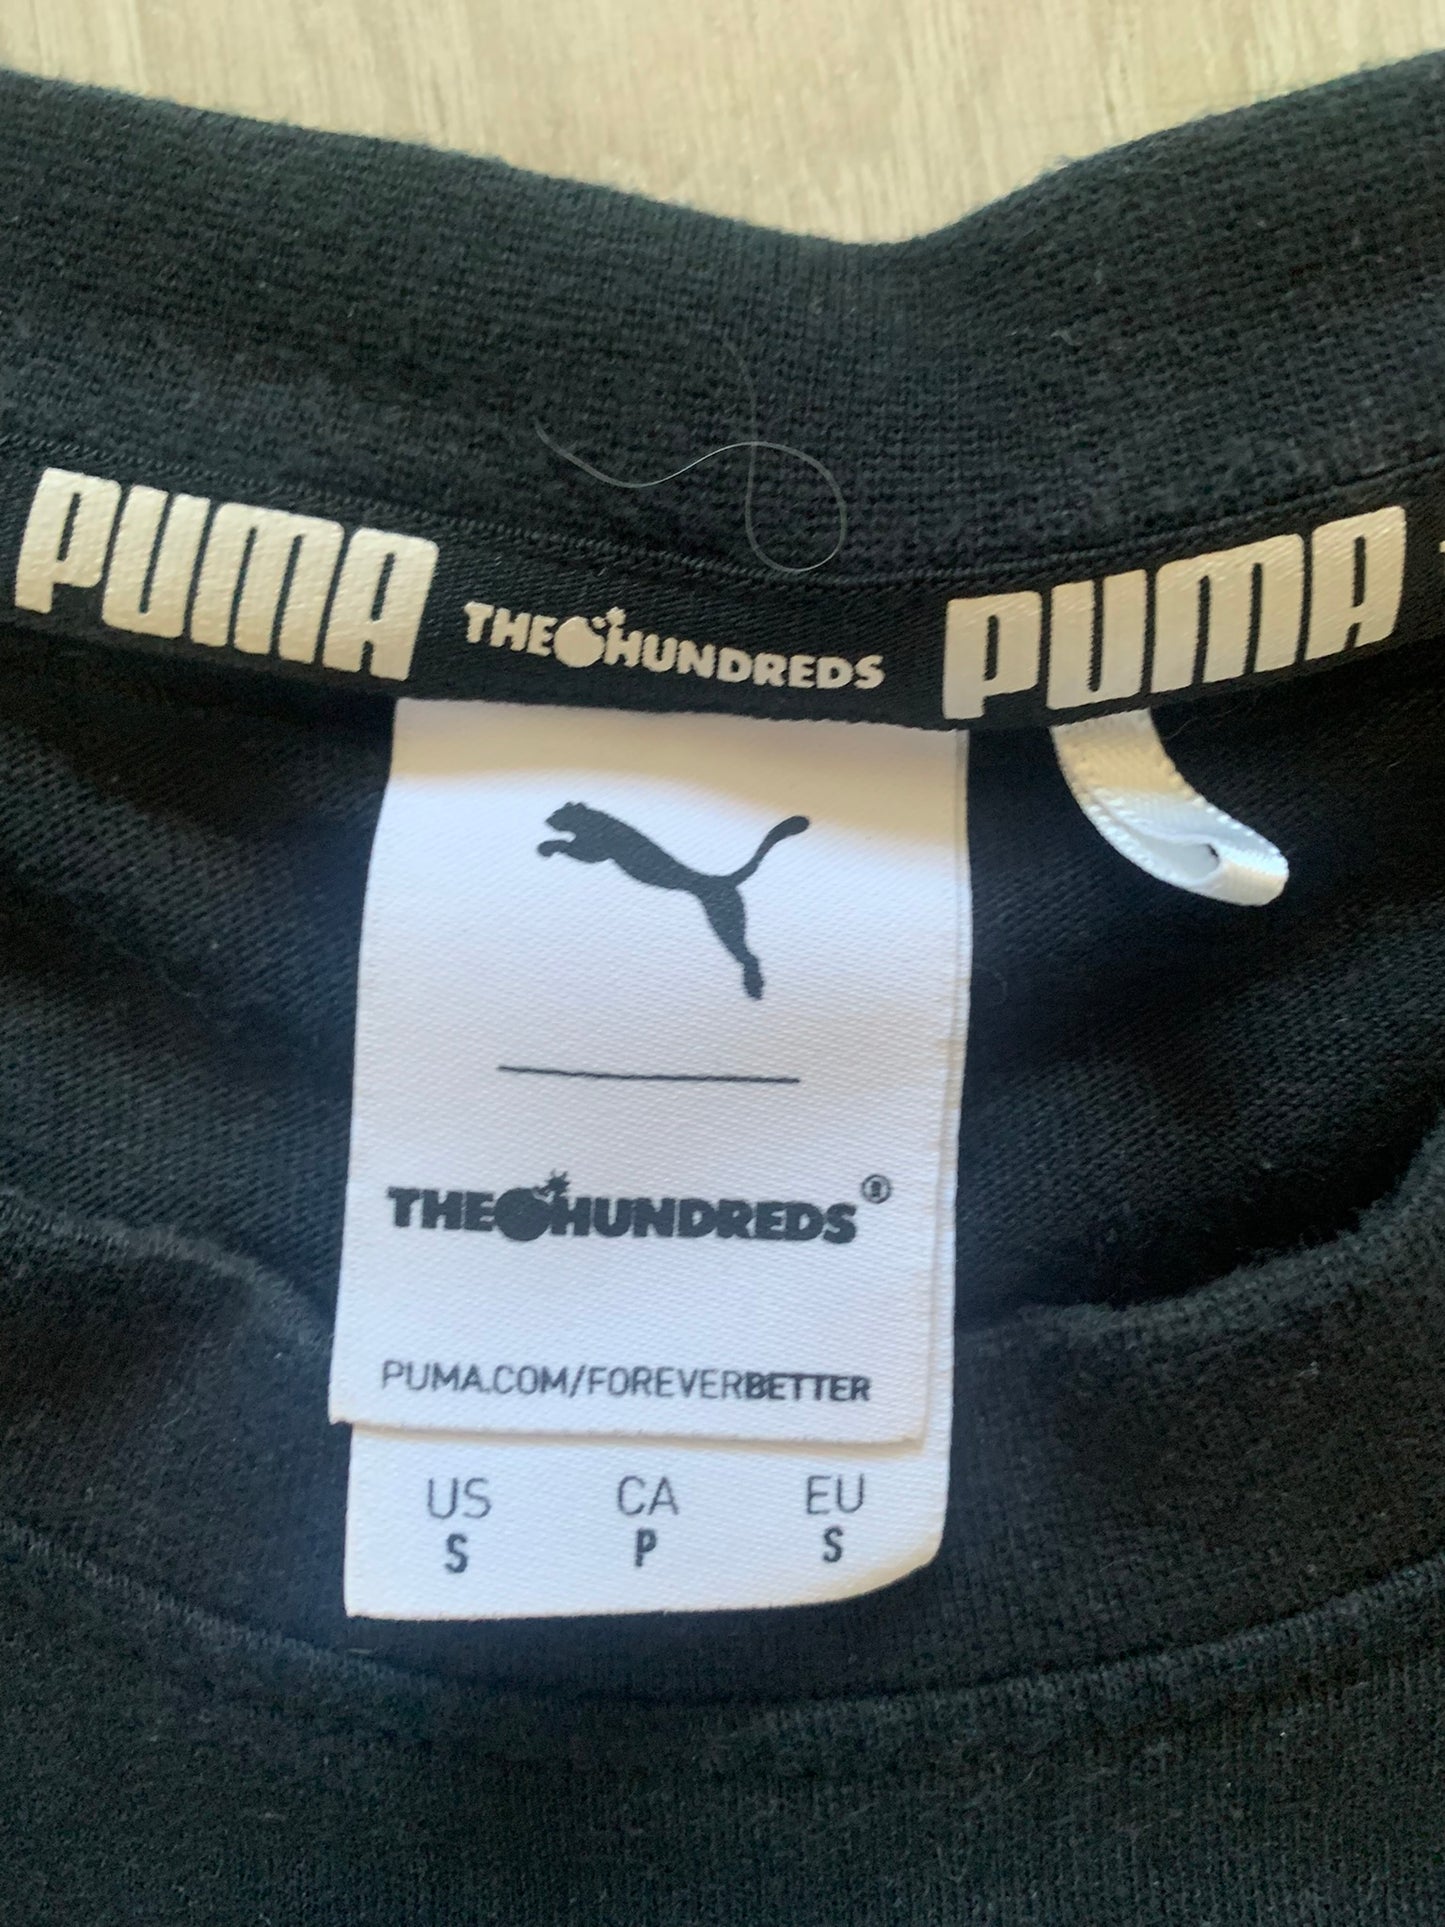 PUMA THE HUNDREDS PUMA
THE HUNDREDS®
PUMA.COM/FOREVERBETTER
US CA EU
S P S